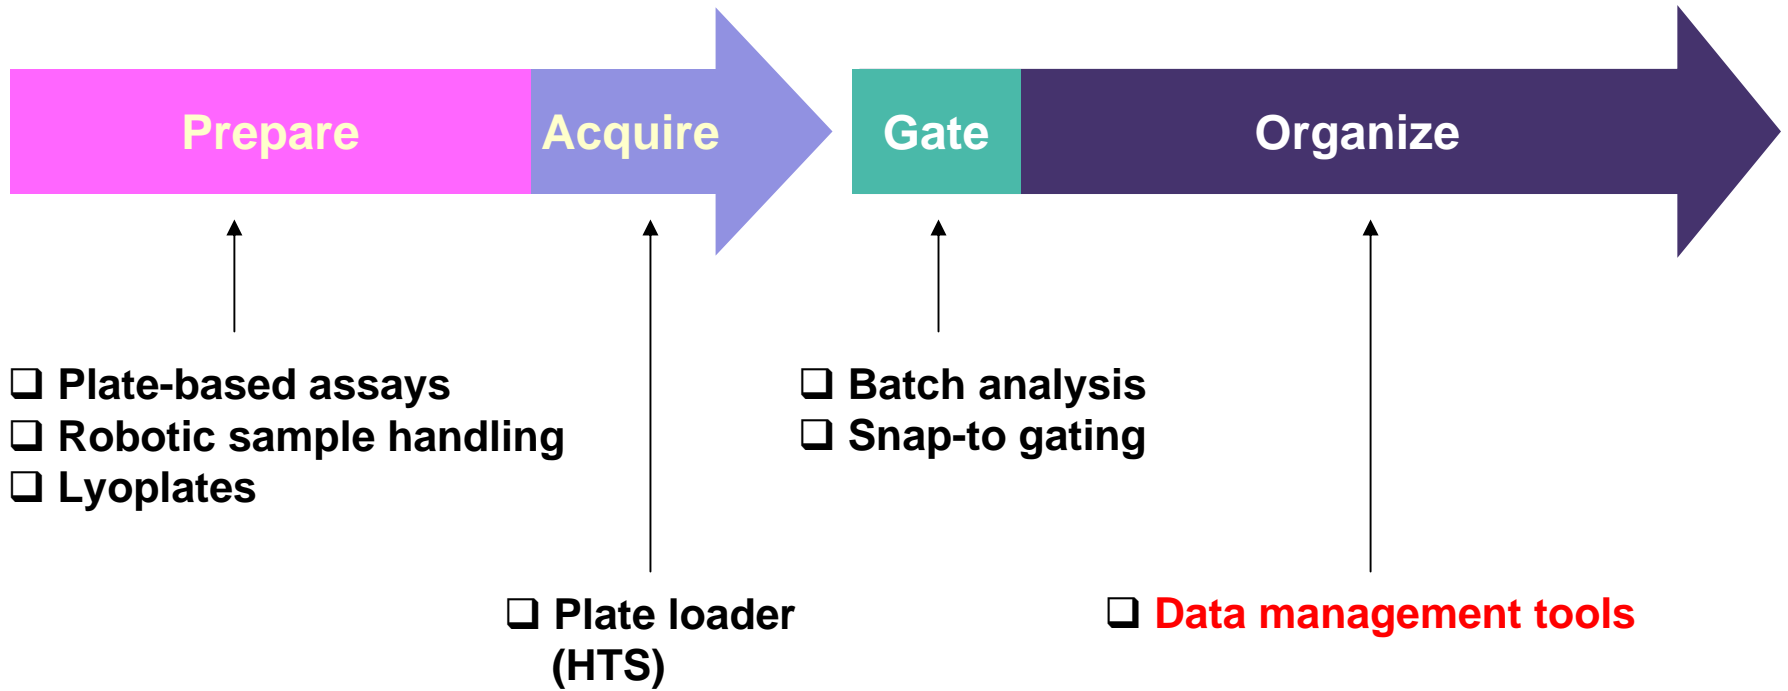 Prepare
Acquire
Gate
Organize
❑ Plate-based assays
❑ Robotic sample handling
❑ Lyoplates
❑ Batch analysis
❑ Snap-to gating
❑ Plate loader
(HTS)
❑ Data management tools